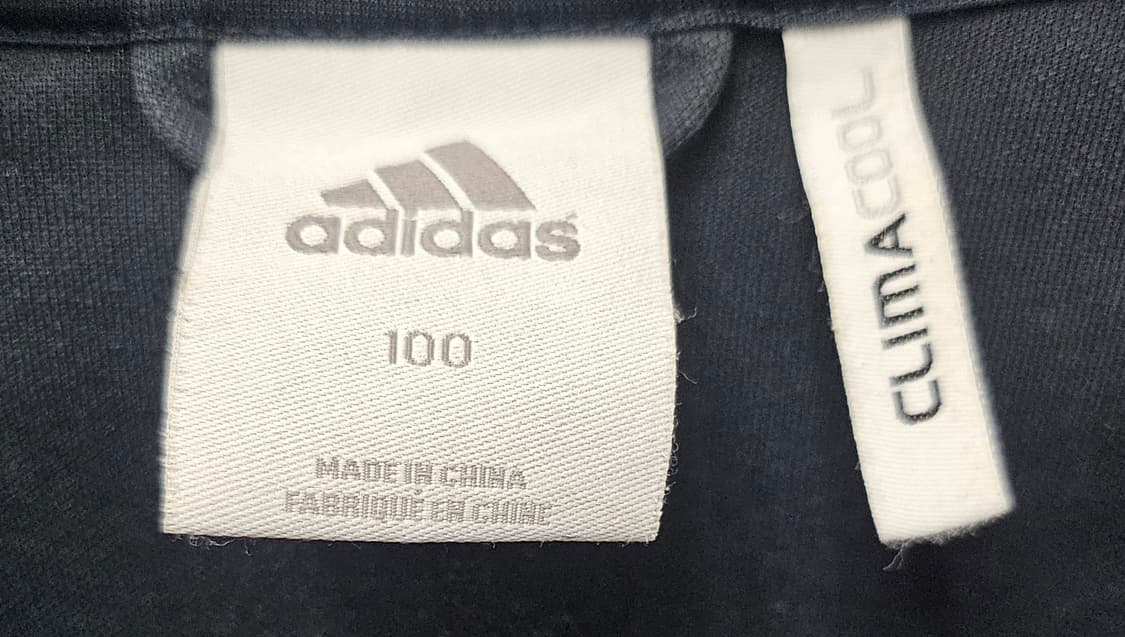 adidas
100
MADE IN CHINA
FABRIQUÉ EN CHINE
CLIMACOOL